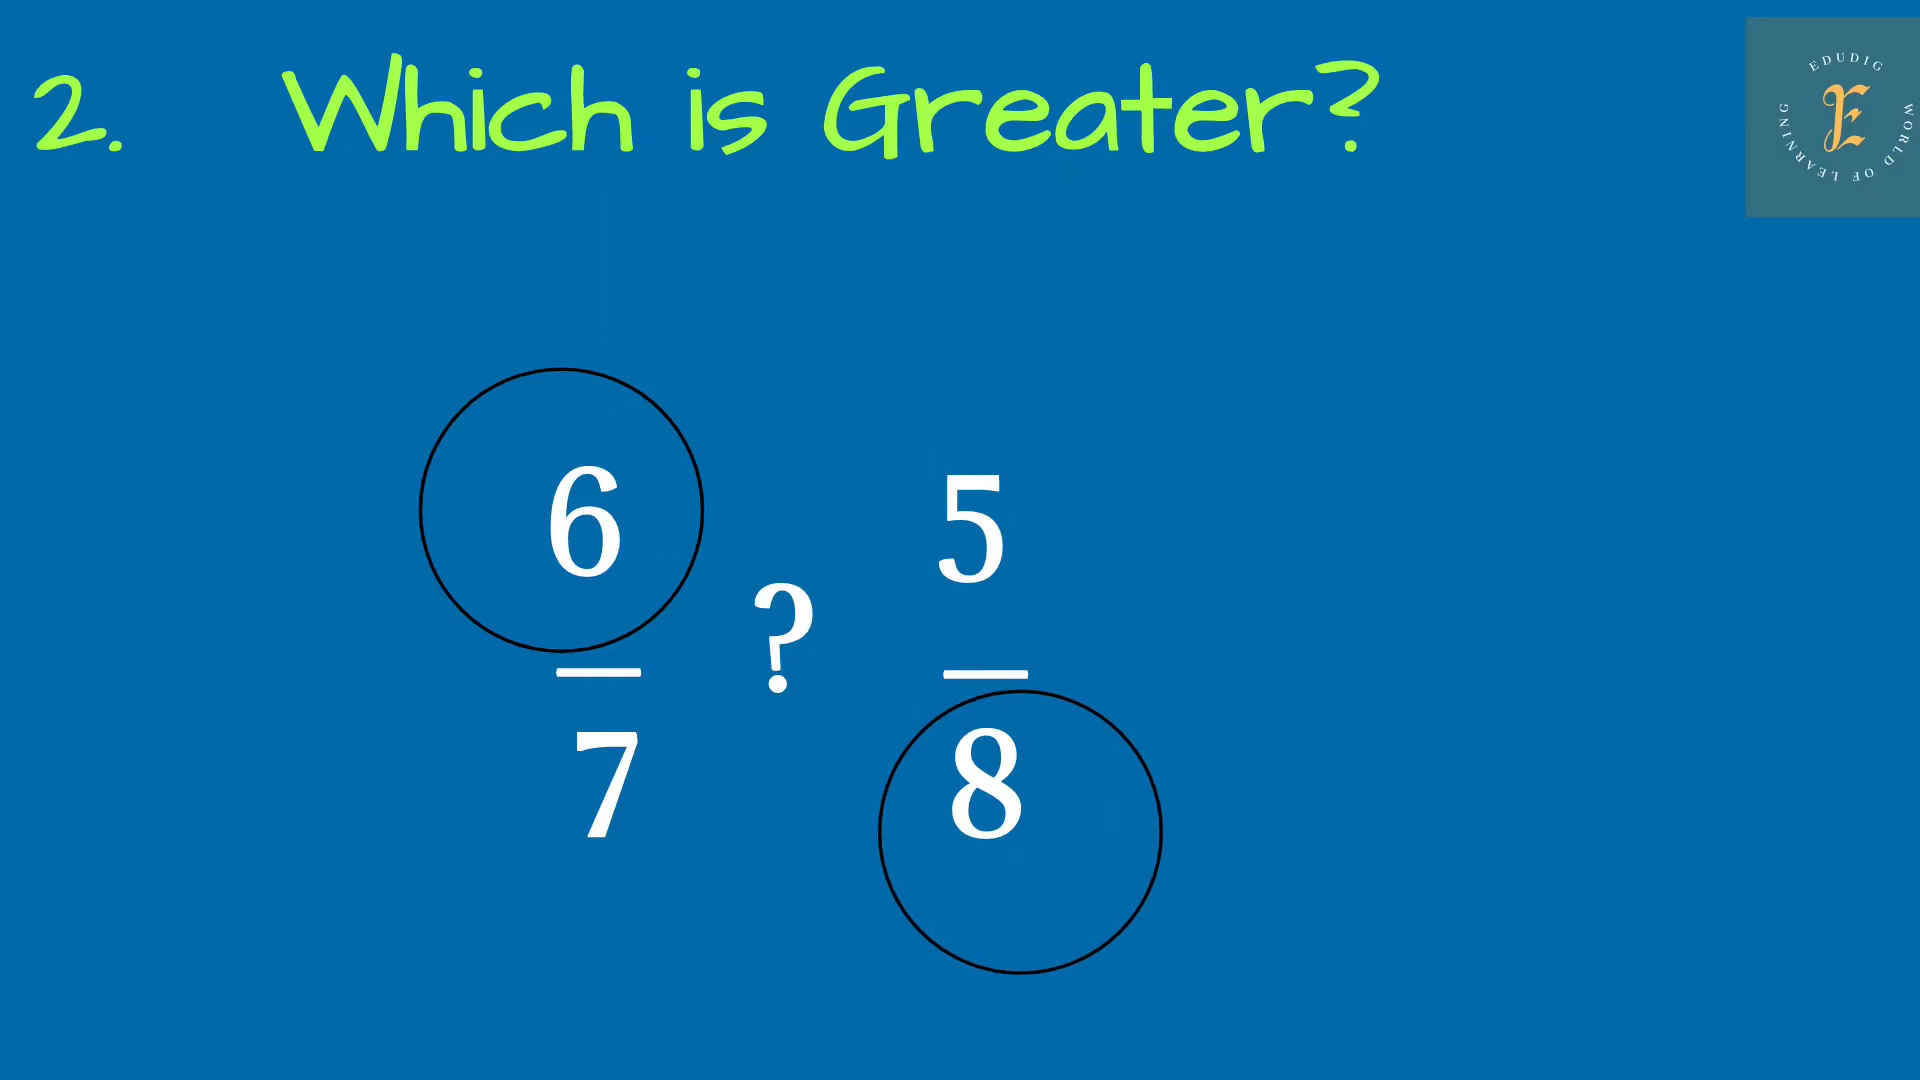 2. Which is Greater?
EDUDIG
WORLD OF LEARNING
E
6 5
?
7 8